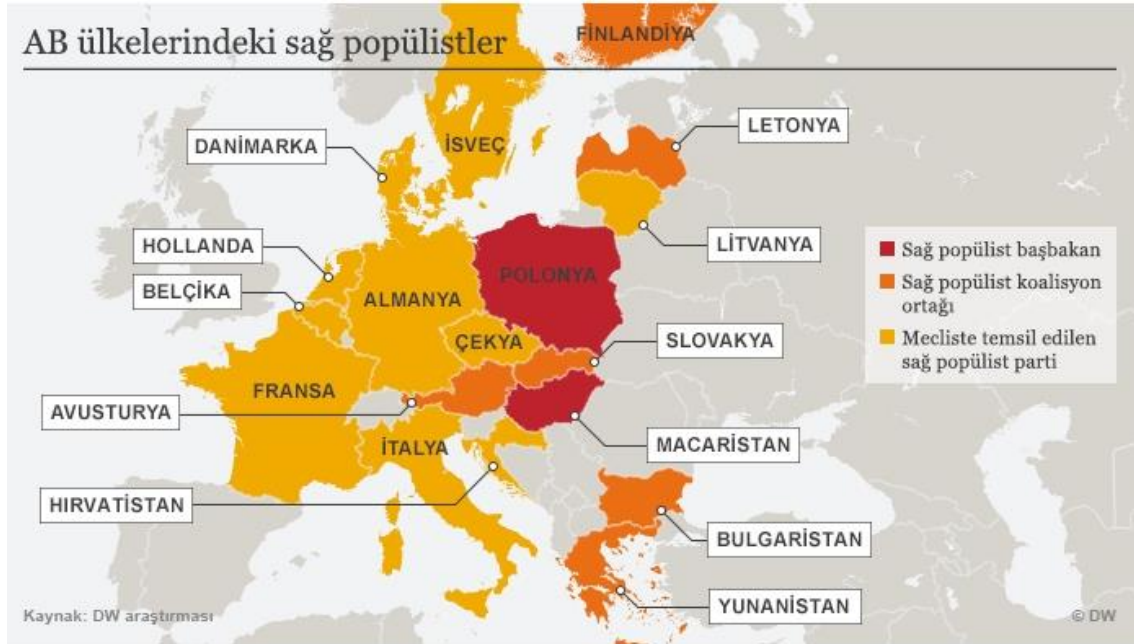 AB ülkelerindeki sağ popülistler
FİNLANDİYA
LETONYA
DANİMARKA
İSVEÇ
LİTVANYA
HOLLANDA
BELÇİKA
ALMANYA
POLONYA
ÇEKYA
SLOVAKYA
FRANSA
AVUSTURYA
İTALYA
MACARİSTAN
HIRVATİSTAN
BULGARİSTAN
YUNANİSTAN
Sağ popülist başbakan
Sağ popülist koalisyon
ortağı
Mecliste temsil edilen
sağ popülist parti
Kaynak: DW araştırması
© DW